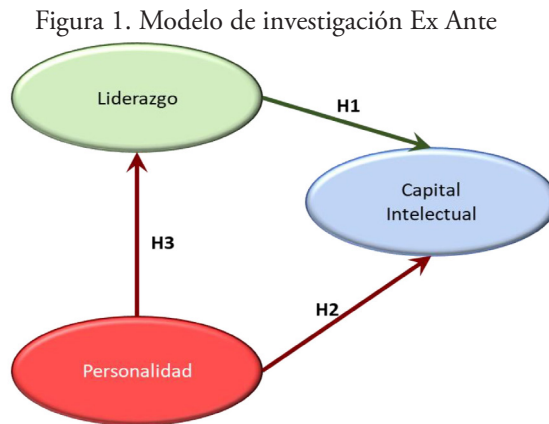 Figura 1. Modelo de investigación Ex Ante
Liderazgo
H1
Capital
Intelectual
H3
H2
Personalidad